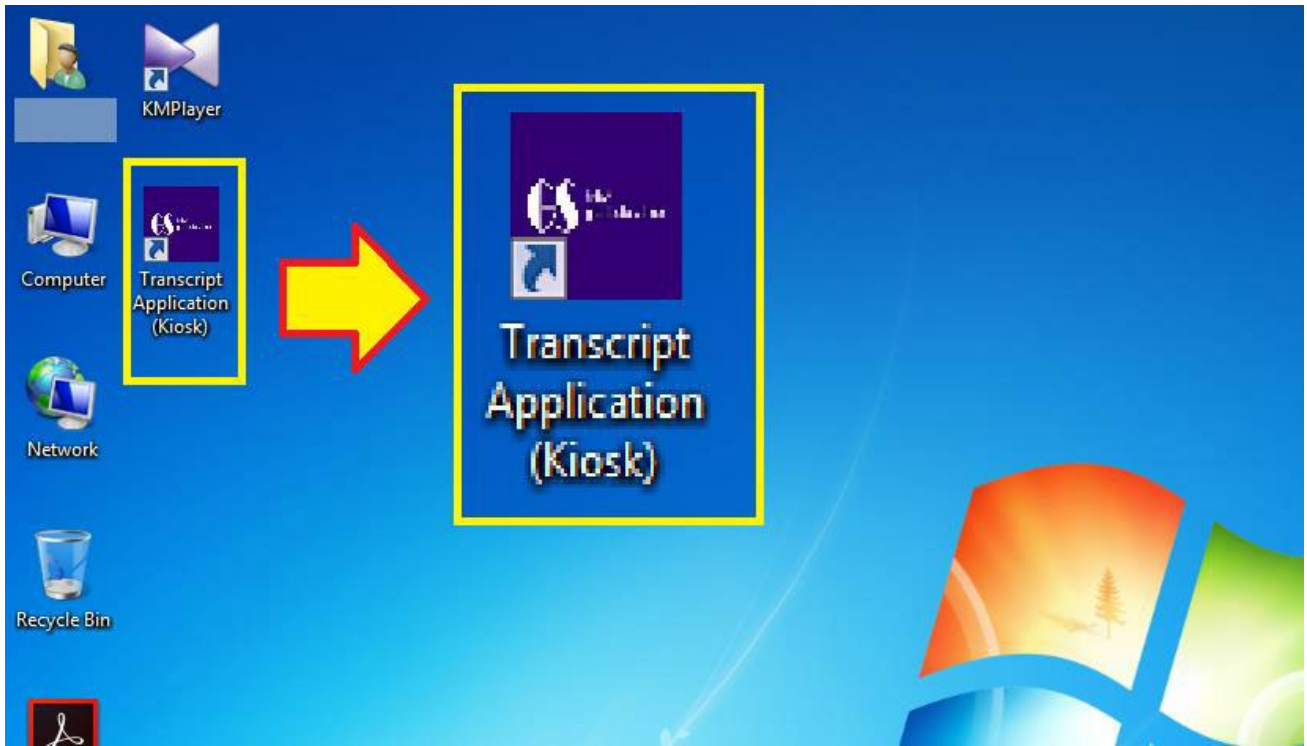 KMPlayer
Computer
Transcript
Application
(Kiosk)
Network
Recycle Bin
Transcript
Application
(Kiosk)